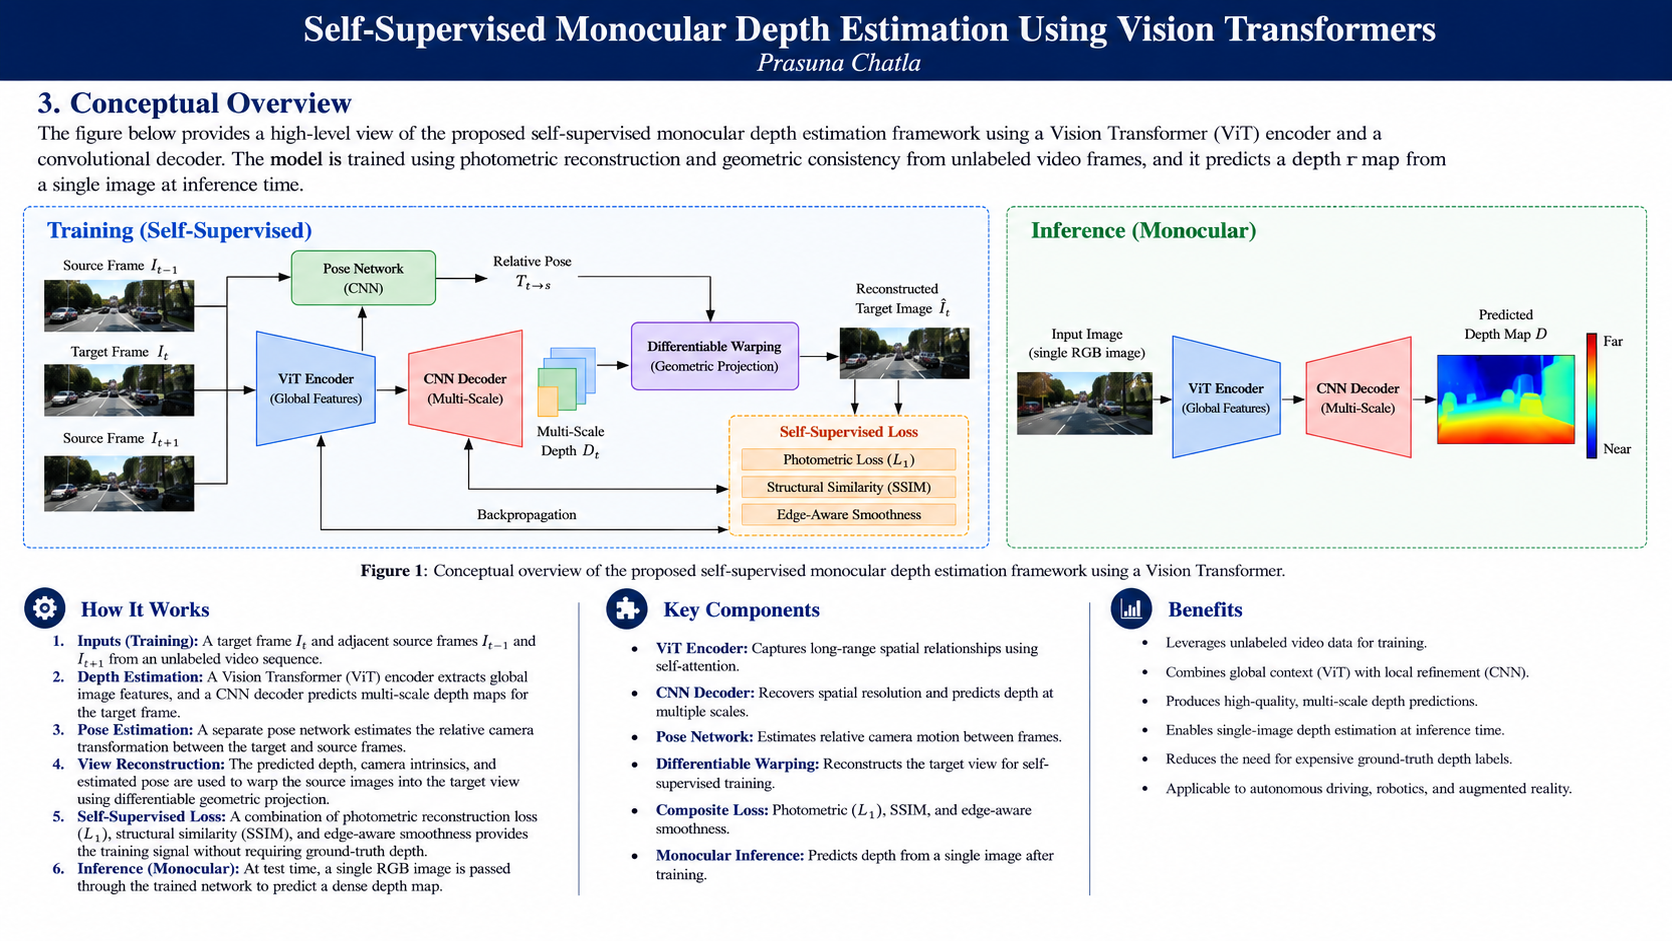 Self-Supervised Monocular Depth Estimation Using Vision Transformers
Prasuna Chatla
3. Conceptual Overview
The figure below provides a high-level view of the proposed self-supervised monocular depth estimation framework using a Vision Transformer (ViT) encoder and a
convolutional decoder. The model is trained using photometric reconstruction and geometric consistency from unlabeled video frames, and it predicts a depth r map from
a single image at inference time.
Training (Self-Supervised)
Source Frame I_{t−1}
Target Frame I_t
Source Frame I_{t+1}
Pose Network
(CNN)
Relative Pose
T_{t→s}
ViT Encoder
(Global Features)
CNN Decoder
(Multi-Scale)
Multi-Scale
Depth D_t
Differentiable Warping
(Geometric Projection)
Reconstructed
Target Image Î_t
Self-Supervised Loss
Photometric Loss (L_1)
Structural Similarity (SSIM)
Edge-Aware Smoothness
Backpropagation
Inference (Monocular)
Input Image
(single RGB image)
ViT Encoder
(Global Features)
CNN Decoder
(Multi-Scale)
Predicted
Depth Map D
Far
Near
Figure 1: Conceptual overview of the proposed self-supervised monocular depth estimation framework using a Vision Transformer.
How It Works
1. Inputs (Training): A target frame I_t and adjacent source frames I_{t−1} and
I_{t+1} from an unlabeled video sequence.
2. Depth Estimation: A Vision Transformer (ViT) encoder extracts global
image features, and a CNN decoder predicts multi-scale depth maps for
the target frame.
3. Pose Estimation: A separate pose network estimates the relative camera
transformation between the target and source frames.
4. View Reconstruction: The predicted depth, camera intrinsics, and
estimated pose are used to warp the source images into the target view
using differentiable geometric projection.
5. Self-Supervised Loss: A combination of photometric reconstruction loss
(L_1), structural similarity (SSIM), and edge-aware smoothness provides
the training signal without requiring ground-truth depth.
6. Inference (Monocular): At test time, a single RGB image is passed
through the trained network to predict a dense depth map.
Key Components
• ViT Encoder: Captures long-range spatial relationships using
self-attention.
• CNN Decoder: Recovers spatial resolution and predicts depth at
multiple scales.
• Pose Network: Estimates relative camera motion between frames.
• Differentiable Warping: Reconstructs the target view for self-
supervised training.
• Composite Loss: Photometric (L_1), SSIM, and edge-aware
smoothness.
• Monocular Inference: Predicts depth from a single image after
training.
Benefits
• Leverages unlabeled video data for training.
• Combines global context (ViT) with local refinement (CNN).
• Produces high-quality, multi-scale depth predictions.
• Enables single-image depth estimation at inference time.
• Reduces the need for expensive ground-truth depth labels.
• Applicable to autonomous driving, robotics, and augmented reality.